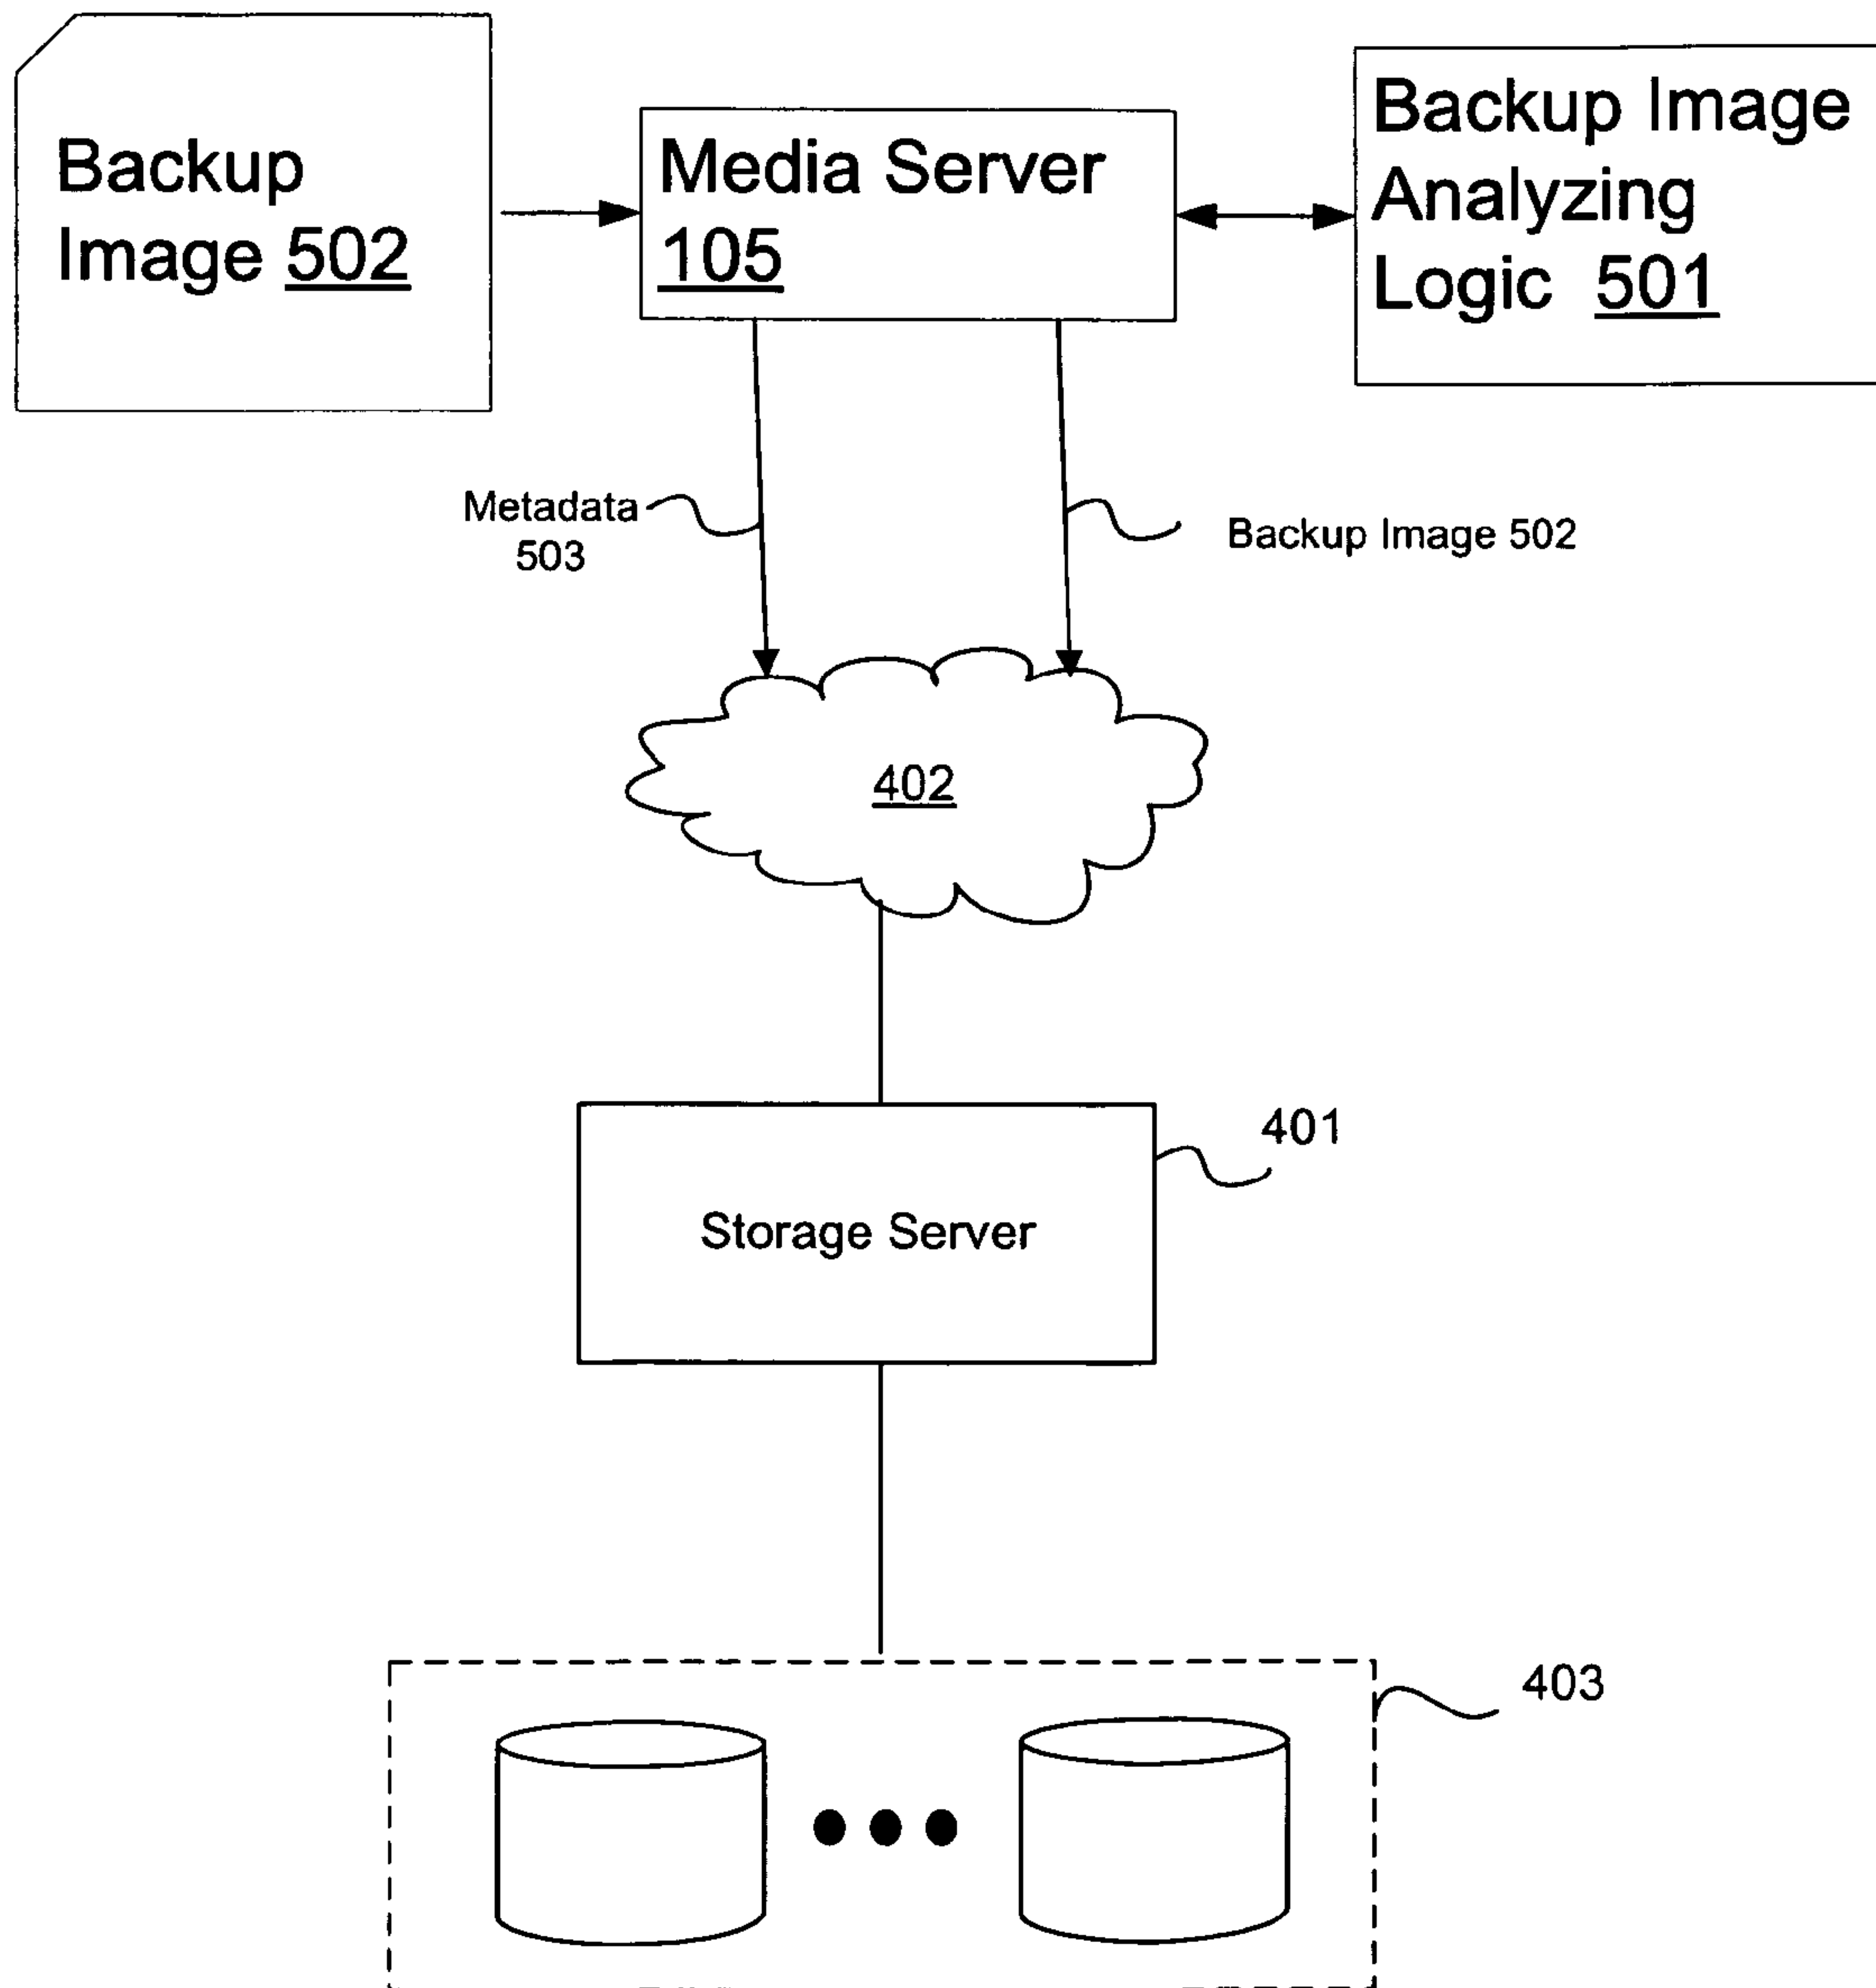 Backup
Image 502
Media Server
105
Backup Image
Analyzing
Logic 501
Metadata
503
Backup Image 502
402
401
Storage Server
403